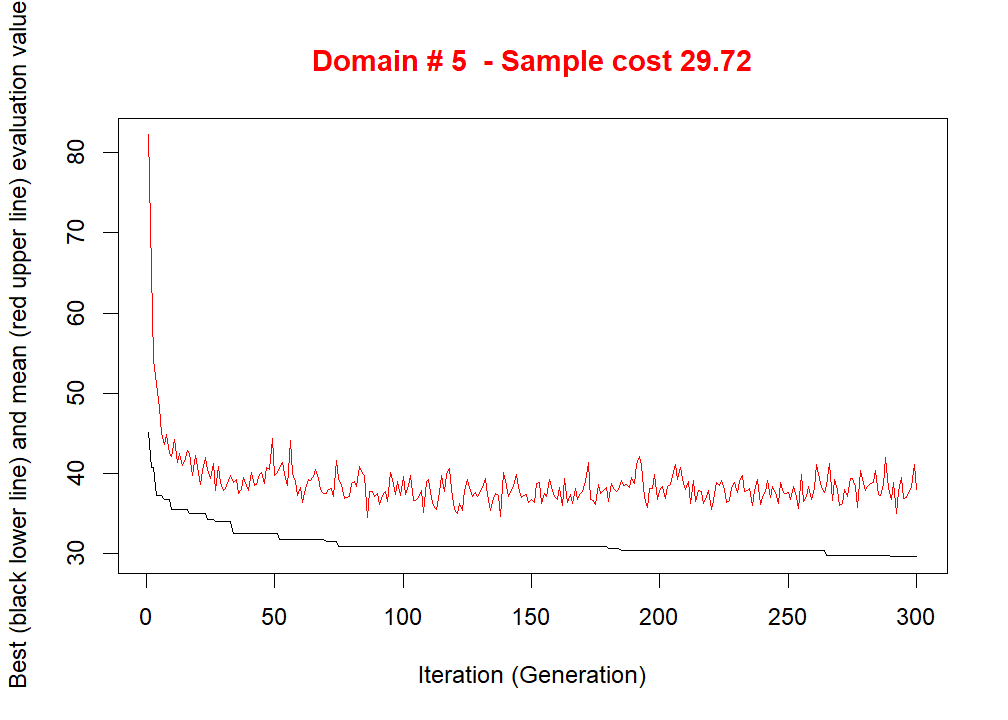 Domain # 5  - Sample cost 29.72
Best (black lower line) and mean (red upper line) evaluation value
80
70
60
50
40
30
0 50 100 150 200 250 300
Iteration (Generation)